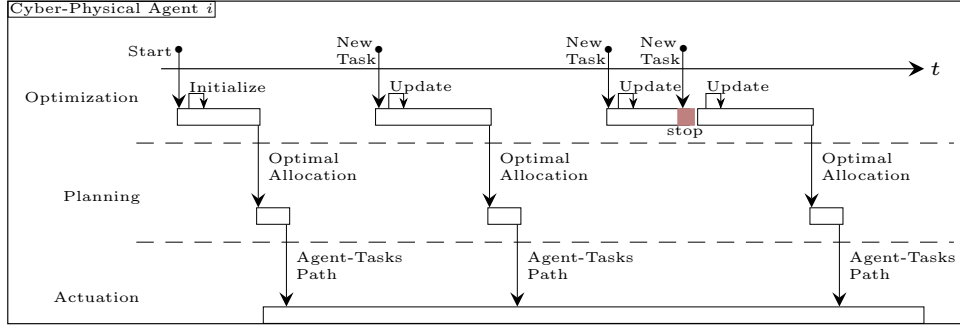 Cyber-Physical Agent i
Start
New
Task
New
Task
New
Task
t
Initialize
Update
Update
Update
Optimization
stop
Optimal
Allocation
Optimal
Allocation
Optimal
Allocation
Planning
Agent-Tasks
Path
Agent-Tasks
Path
Agent-Tasks
Path
Actuation